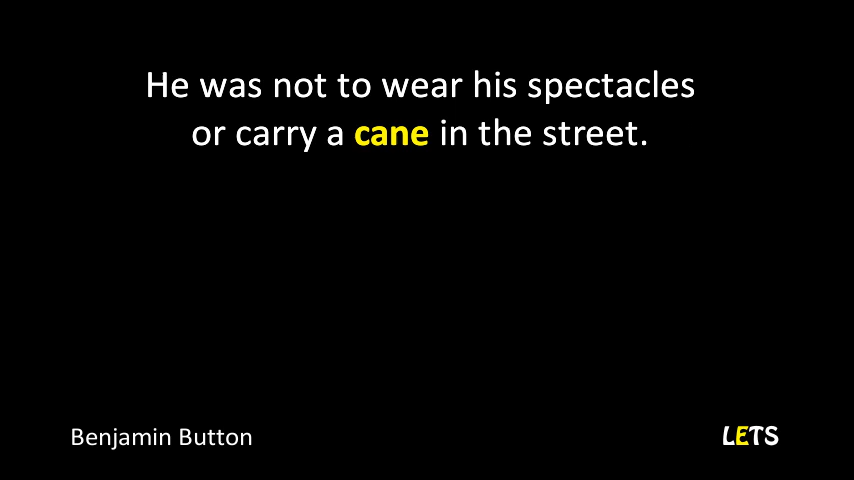 He was not to wear his spectacles
or carry a cane in the street.
Benjamin Button
LETS